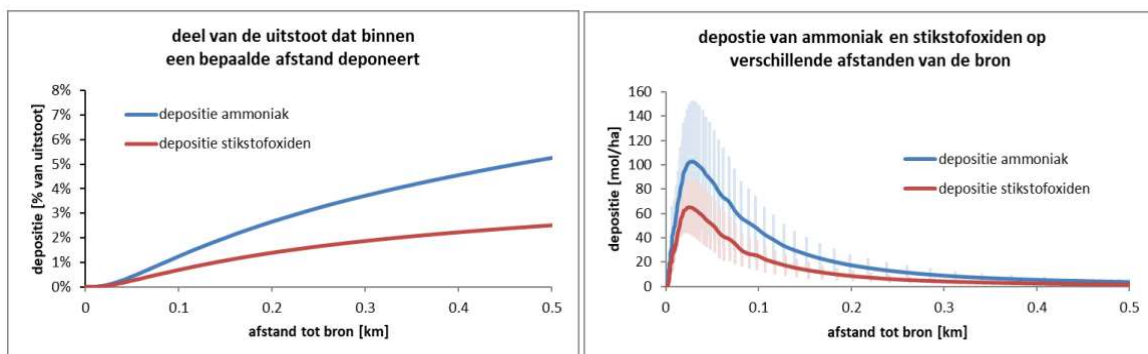 deel van de uitstoot dat binnen
een bepaalde afstand deponeert
8%
7%
6%
5%
4%
3%
2%
1%
0%
depositie [% van uitstoot]
depositie ammoniak
depositie stikstofoxiden
0
0.1
0.2
0.3
0.4
0.5
afstand tot bron [km]
depostie van ammoniak en stikstofoxiden op
verschillende afstanden van de bron
160
140
120
100
80
60
40
20
0
depositie [mol/ha]
depositie ammoniak
depositie stikstofoxiden
0
0.1
0.2
0.3
0.4
0.5
afstand tot bron [km]